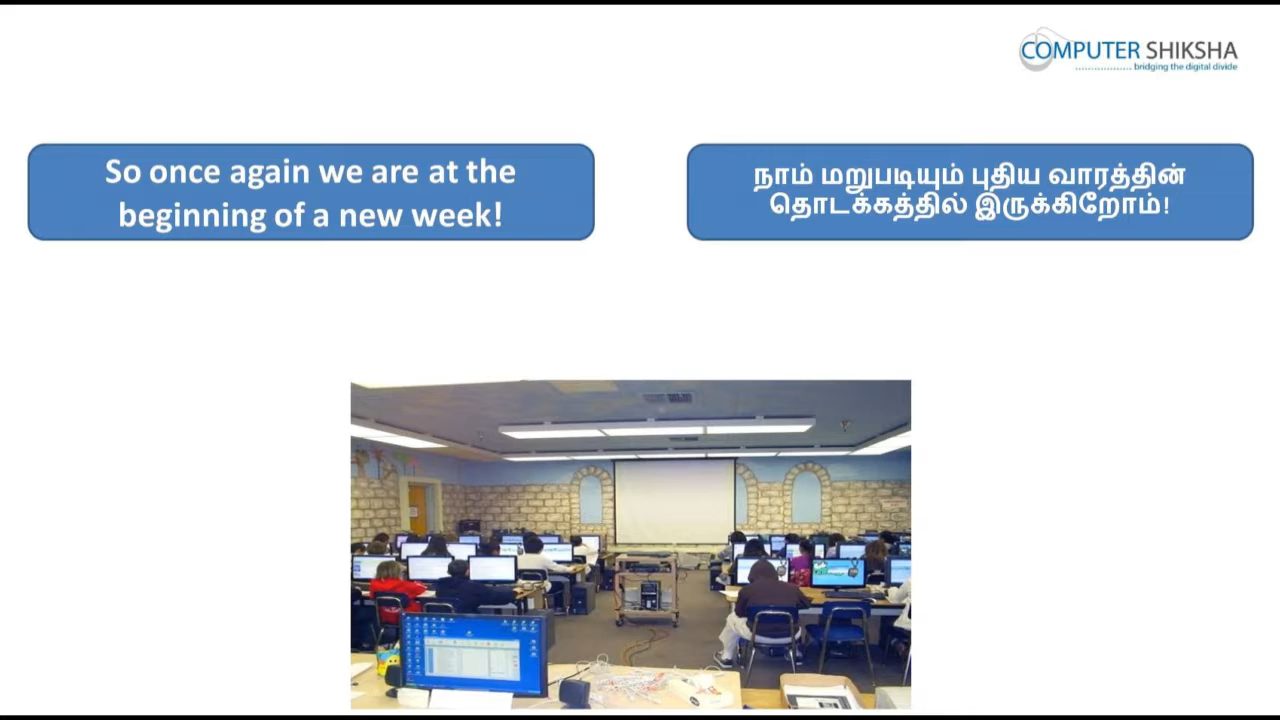 COMPUTER SHIKSHA
bridging the digital divide
So once again we are at the
beginning of a new week!
நாம் மறுபடியும் புதிய வாரத்தின்
தொடக்கத்தில் இருக்கிறோம்!